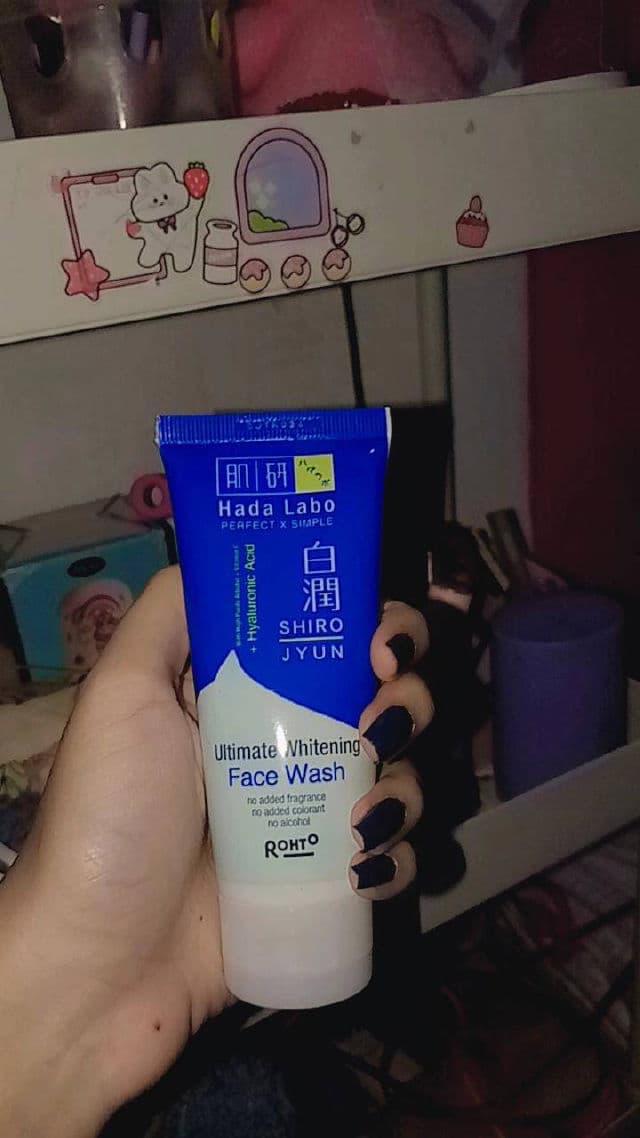 肌研
ハダラボ
Hada Labo
PERFECT X SIMPLE
+ Hyaluronic Acid
白潤
SHIRO
JYUN
Ultimate Whitening
Face Wash
no added fragrance
no added colorant
no alcohol
ROHTO